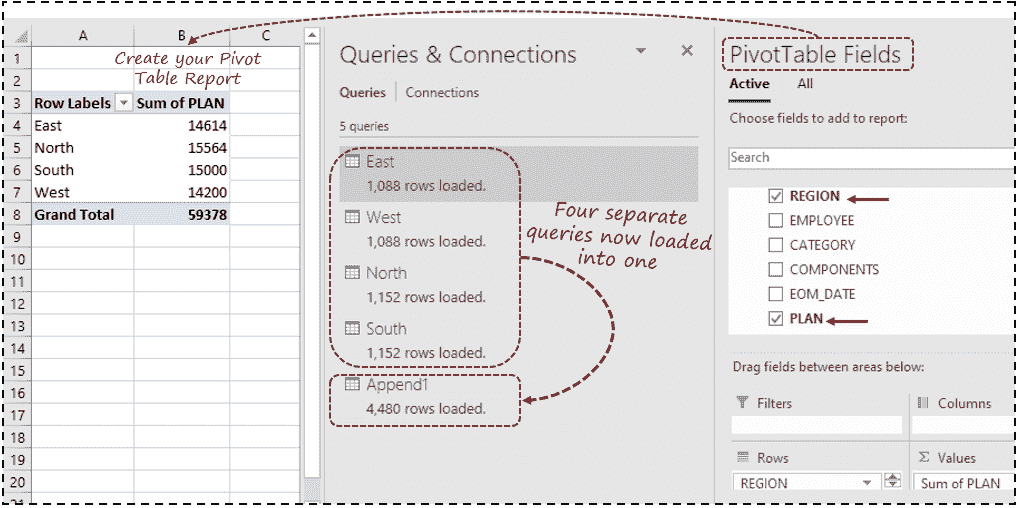 A B C
1 Create your Pivot
2 Table Report
3 Row Labels Sum of PLAN
4 East 14614
5 North 15564
6 South 15000
7 West 14200
8 Grand Total 59378
9
10
11
12
13
14
15
16
17
18
19
20
Queries & Connections
Queries Connections
5 queries
East
1,088 rows loaded.
West
1,088 rows loaded.
North
1,152 rows loaded.
South
1,152 rows loaded.
Append1
4,480 rows loaded.
Four separate
queries now loaded
into one
PivotTable Fields
Active All
Choose fields to add to report:
Search
REGION
EMPLOYEE
CATEGORY
COMPONENTS
EOM_DATE
PLAN
Drag fields between areas below:
Filters Columns
Rows Σ Values
REGION Sum of PLAN